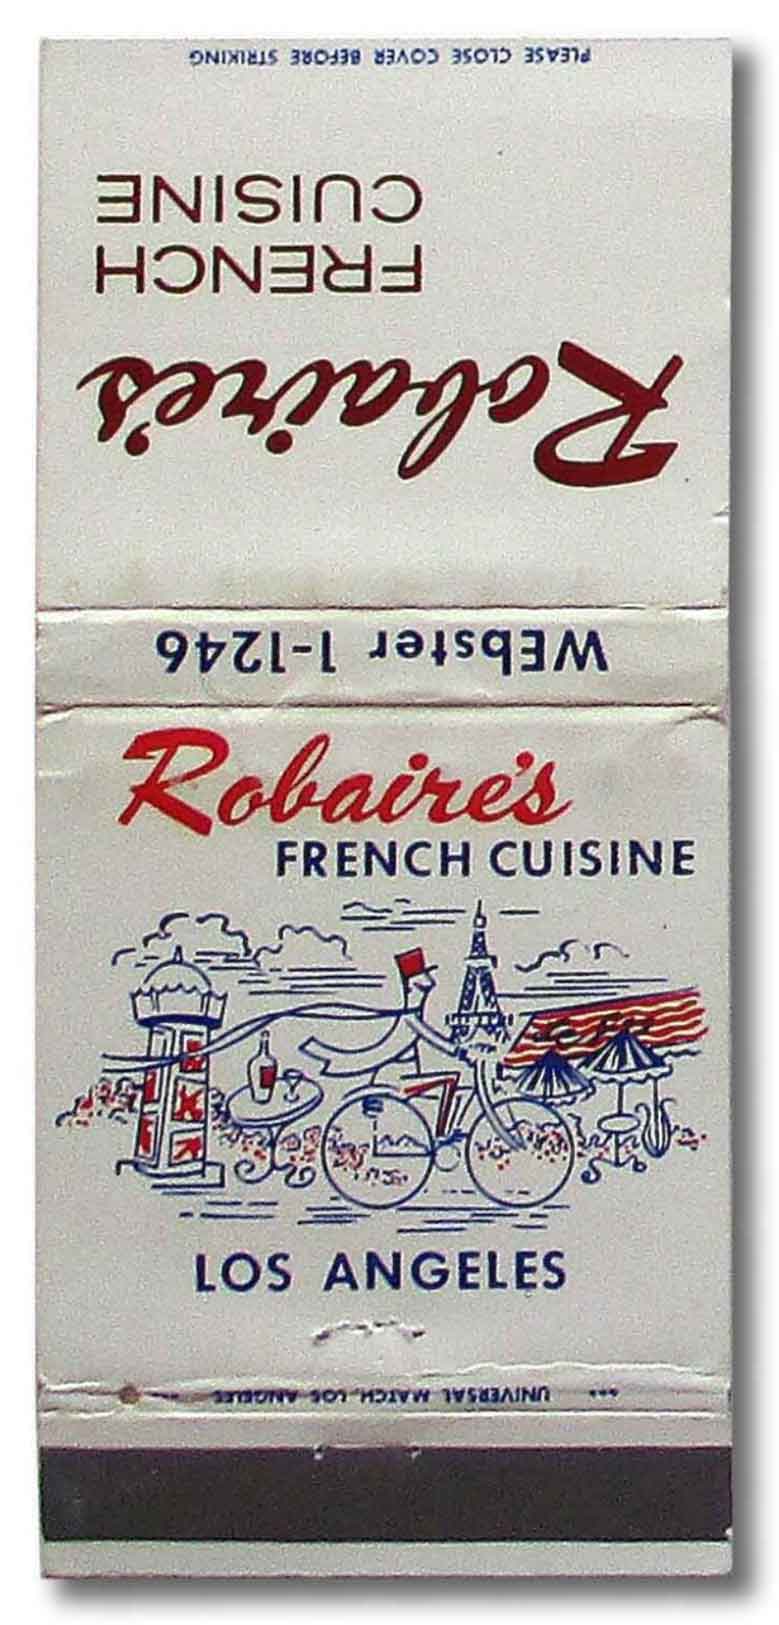 PLEASE CLOSE COVER BEFORE STRIKING
Robaire's
FRENCH
CUISINE
WEbster 1-1246
Robaire's
FRENCH CUISINE
LOS ANGELES
UNIVERSAL MATCH, LOS ANGELES